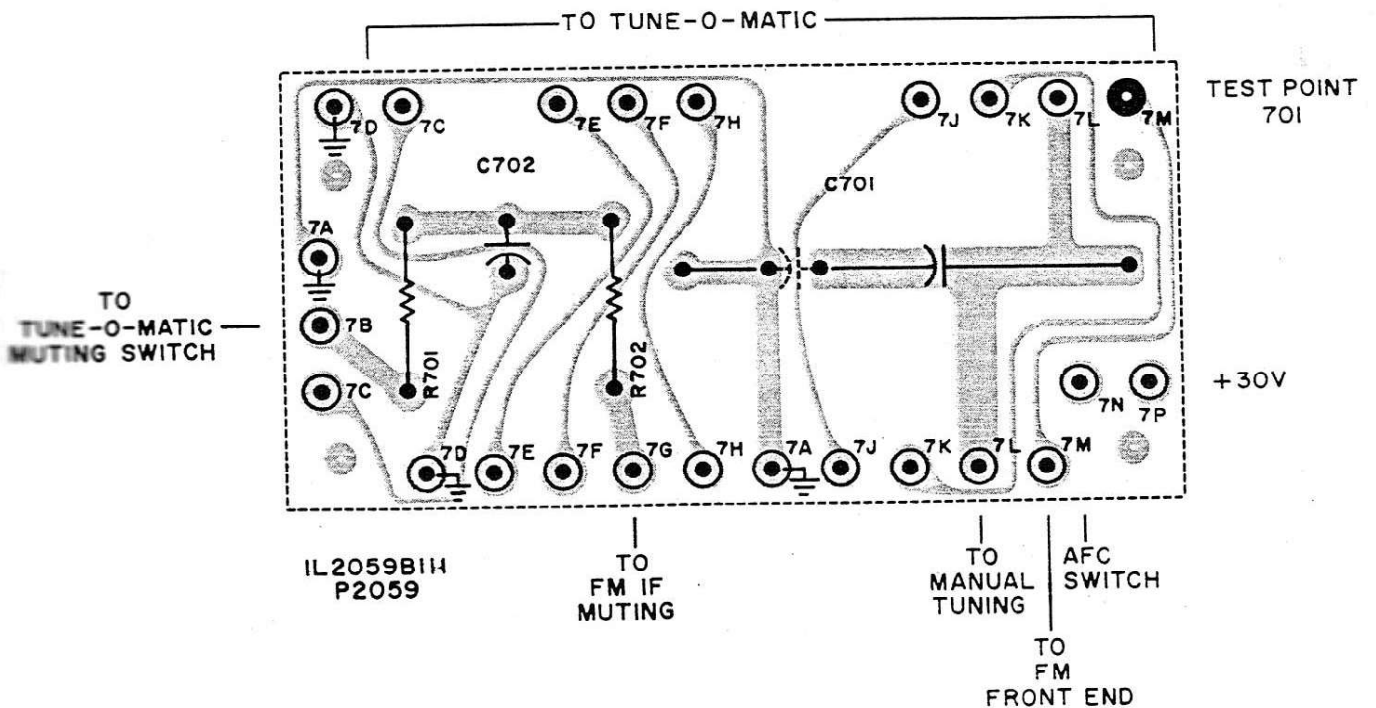 TO TUNE-O-MATIC
TEST POINT
701
7D
7C
7E
7F
7H
7J
7K
7L
7M
C702
C701
7A
TO
TUNE-O-MATIC
MUTING SWITCH
7B
7C
R701
R702
7N
7P
+30V
7D
7E
7F
7G
7H
7A
7J
7K
7L
7M
P2059
TO
FM IF
MUTING
TO
MANUAL
TUNING
AFC
SWITCH
TO
FM
FRONT END